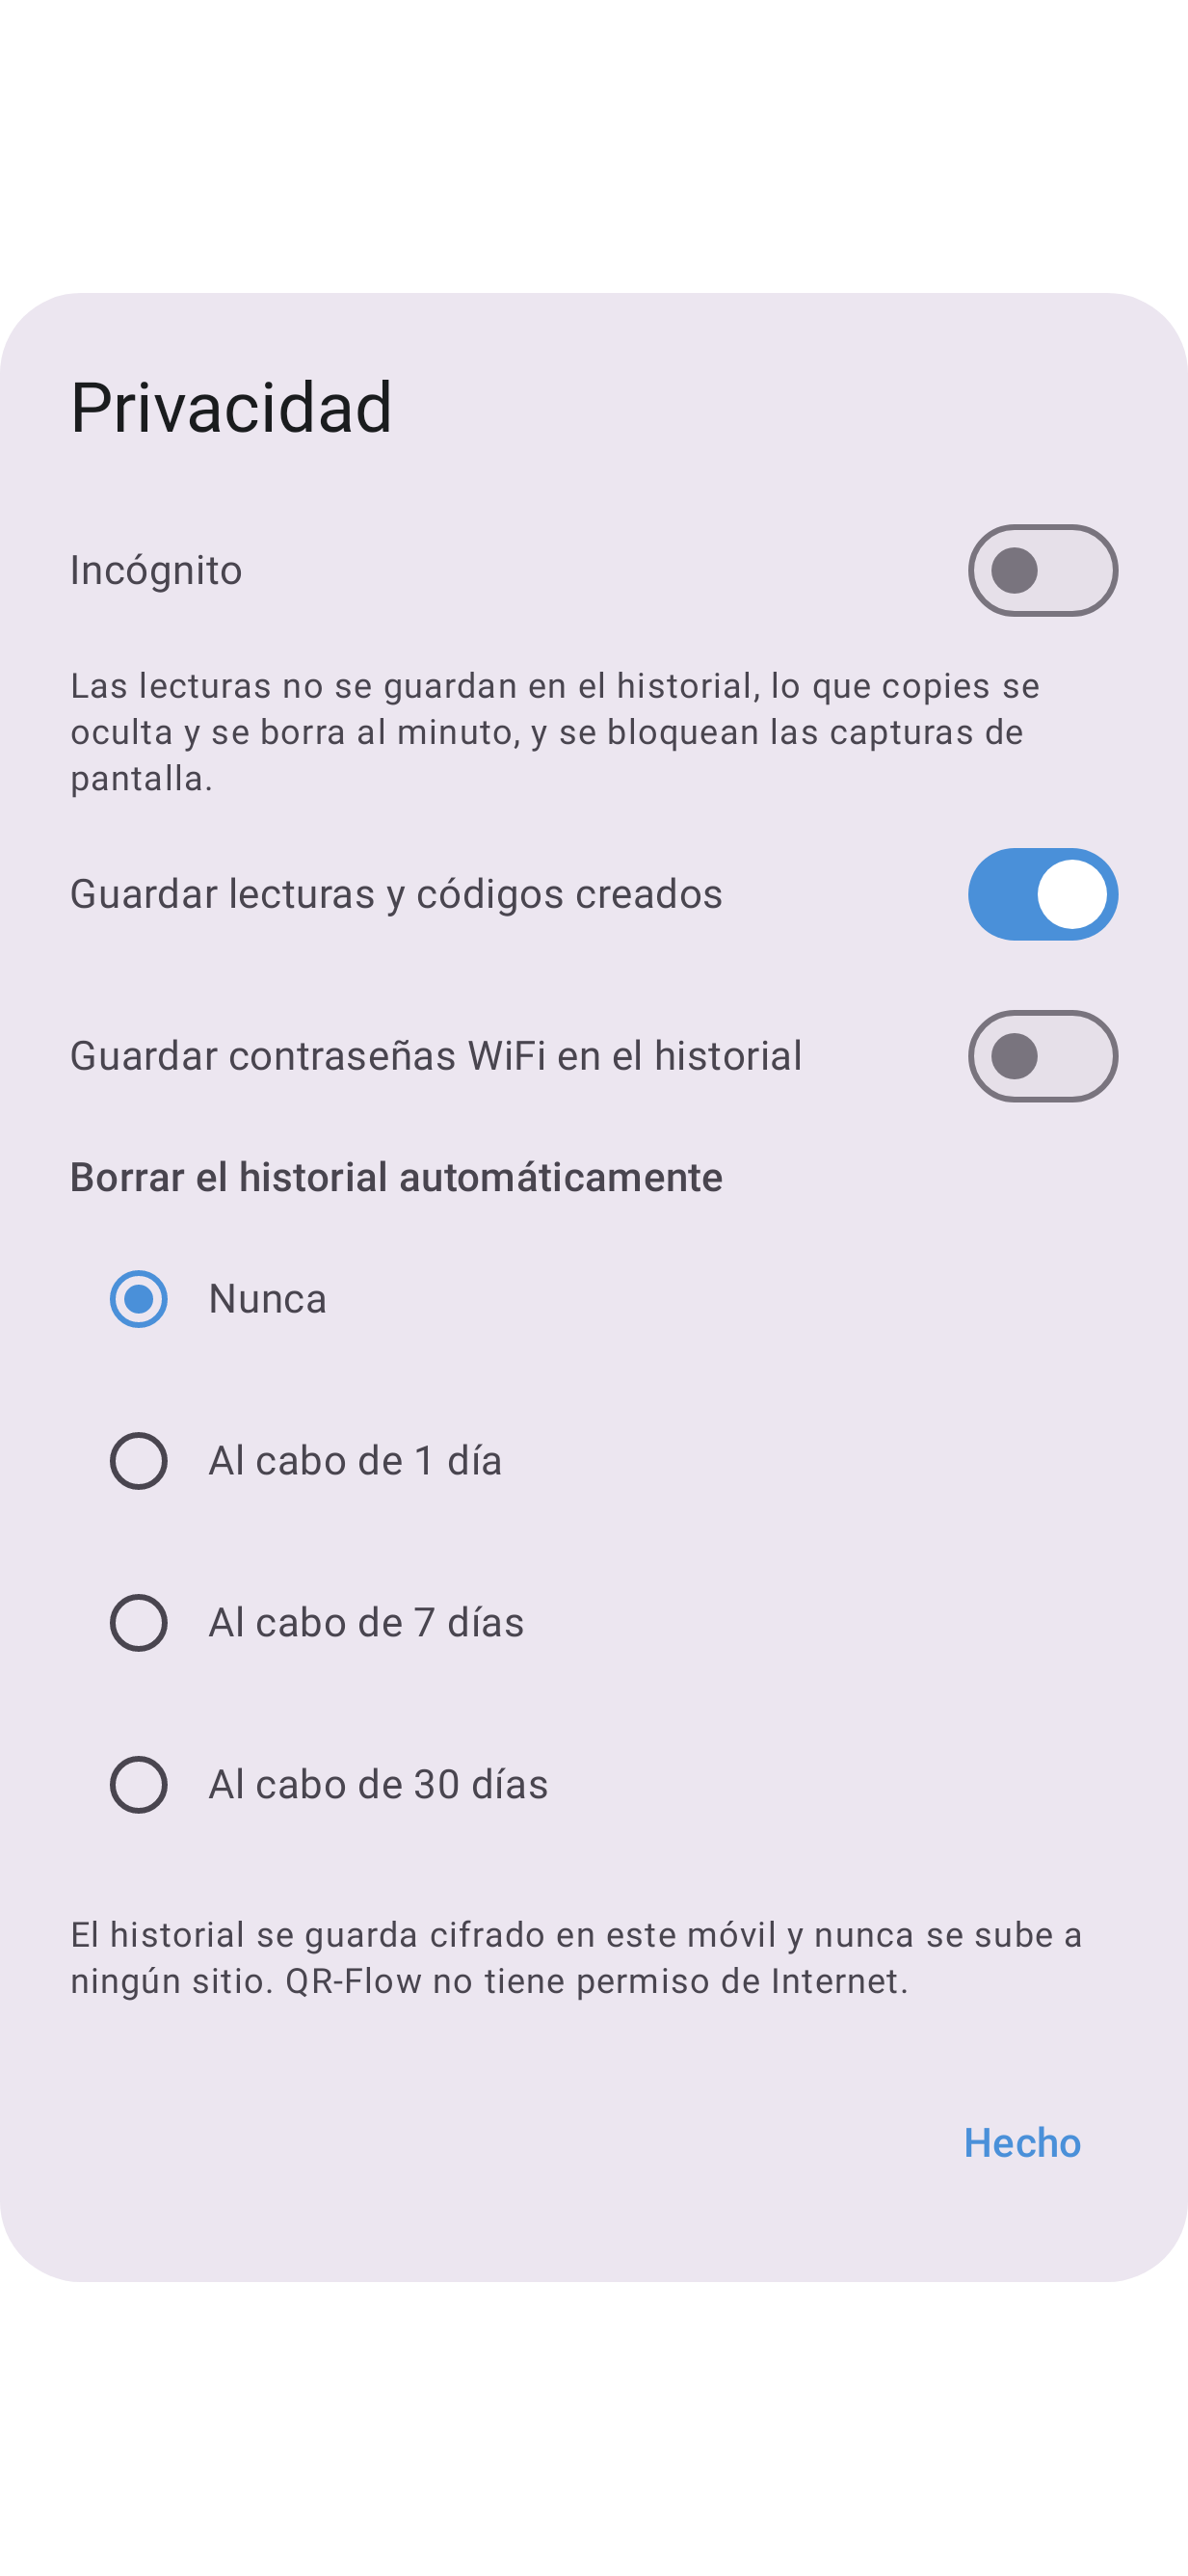 Privacidad
Incógnito
Las lecturas no se guardan en el historial, lo que copies se
oculta y se borra al minuto, y se bloquean las capturas de
pantalla.
Guardar lecturas y códigos creados
Guardar contraseñas WiFi en el historial
Borrar el historial automáticamente
Nunca
Al cabo de 1 día
Al cabo de 7 días
Al cabo de 30 días
El historial se guarda cifrado en este móvil y nunca se sube a
ningún sitio. QR-Flow no tiene permiso de Internet.
Hecho